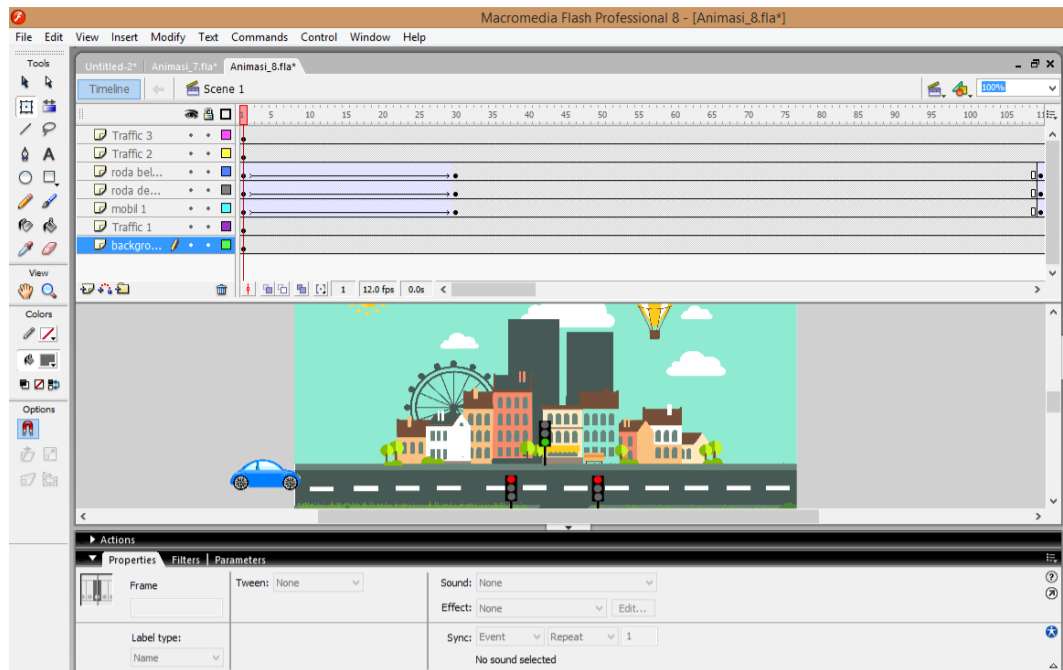 Macromedia Flash Professional 8 - [Animasi_8.fla*]
File Edit View Insert Modify Text Commands Control Window Help
Tools
Untitled-2* Animasi_7.fla* Animasi_8.fla*
Timeline Scene 1 100%
1 5 10 15 20 25 30 35 40 45 50 55 60 65 70 75 80 85 90 95 100 105 11
Traffic 3
Traffic 2
roda bel...
roda de...
mobil 1
Traffic 1
backgro...
View
1 12.0 fps 0.0s
Colors
Options
Actions
Properties Filters Parameters
Frame Tween: None Sound: None
Effect: None Edit...
Label type: Sync: Event Repeat 1
Name No sound selected